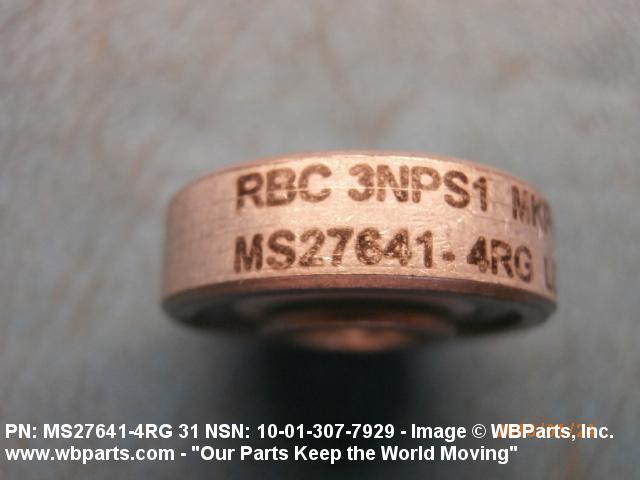 RBC 3NPS1 MKP
MS27641-4RG
PN: MS27641-4RG 31 NSN: 10-01-307-7929 - Image © WBParts, Inc.
www.wbparts.com - "Our Parts Keep the World Moving"